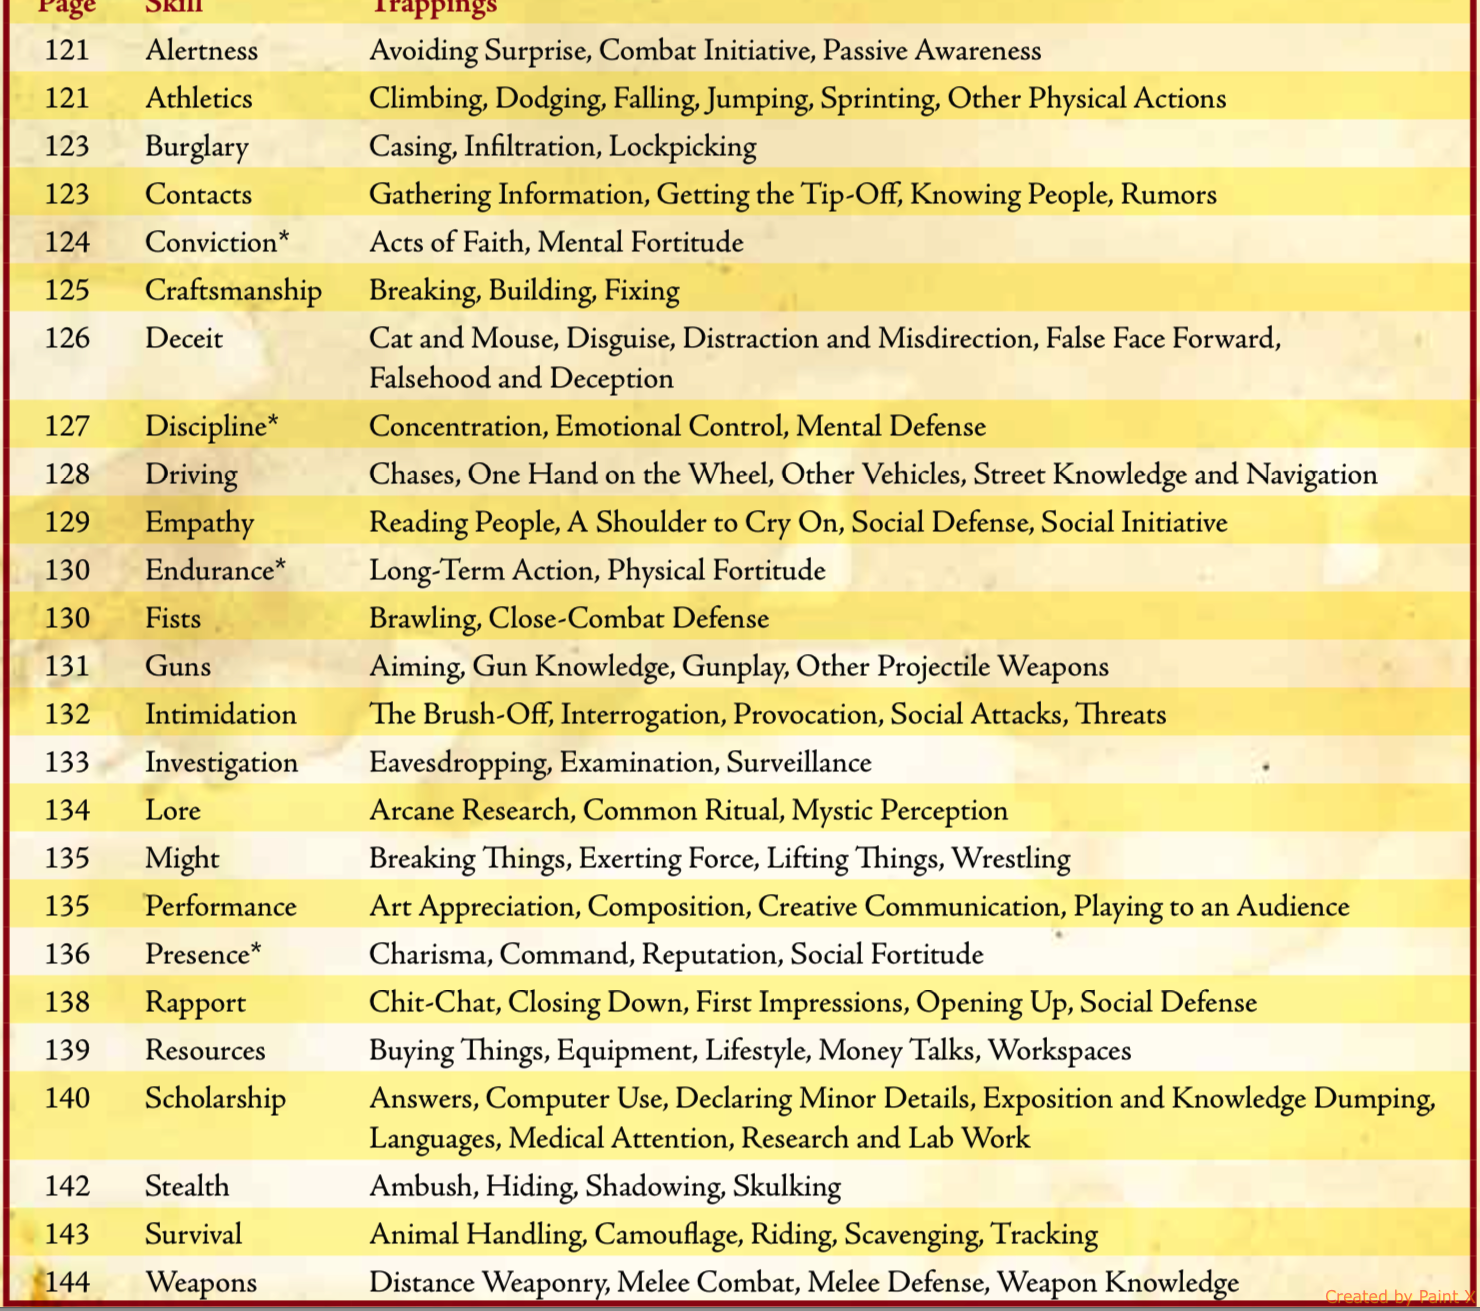 Page Skill Trappings
121 Alertness Avoiding Surprise, Combat Initiative, Passive Awareness
121 Athletics Climbing, Dodging, Falling, Jumping, Sprinting, Other Physical Actions
123 Burglary Casing, Infiltration, Lockpicking
123 Contacts Gathering Information, Getting the Tip-Off, Knowing People, Rumors
124 Conviction* Acts of Faith, Mental Fortitude
125 Craftsmanship Breaking, Building, Fixing
126 Deceit Cat and Mouse, Disguise, Distraction and Misdirection, False Face Forward,
Falsehood and Deception
127 Discipline* Concentration, Emotional Control, Mental Defense
128 Driving Chases, One Hand on the Wheel, Other Vehicles, Street Knowledge and Navigation
129 Empathy Reading People, A Shoulder to Cry On, Social Defense, Social Initiative
130 Endurance* Long-Term Action, Physical Fortitude
130 Fists Brawling, Close-Combat Defense
131 Guns Aiming, Gun Knowledge, Gunplay, Other Projectile Weapons
132 Intimidation The Brush-Off, Interrogation, Provocation, Social Attacks, Threats
133 Investigation Eavesdropping, Examination, Surveillance
134 Lore Arcane Research, Common Ritual, Mystic Perception
135 Might Breaking Things, Exerting Force, Lifting Things, Wrestling
135 Performance Art Appreciation, Composition, Creative Communication, Playing to an Audience
136 Presence* Charisma, Command, Reputation, Social Fortitude
138 Rapport Chit-Chat, Closing Down, First Impressions, Opening Up, Social Defense
139 Resources Buying Things, Equipment, Lifestyle, Money Talks, Workspaces
140 Scholarship Answers, Computer Use, Declaring Minor Details, Exposition and Knowledge Dumping,
Languages, Medical Attention, Research and Lab Work
142 Stealth Ambush, Hiding, Shadowing, Skulking
143 Survival Animal Handling, Camouflage, Riding, Scavenging, Tracking
144 Weapons Distance Weaponry, Melee Combat, Melee Defense, Weapon Knowledge
Created by Paint X